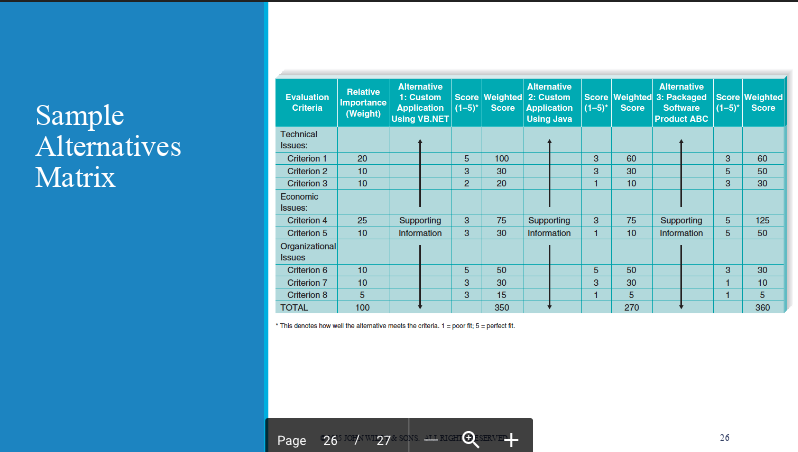 Sample
Alternatives
Matrix
Evaluation Criteria | Relative Importance (Weight) | Alternative 1: Custom Application Using VB.NET | Score (1–5)* | Weighted Score | Alternative 2: Custom Application Using Java | Score (1–5)* | Weighted Score | Alternative 3: Packaged Software Product ABC | Score (1–5)* | Weighted Score
Technical
Issues:
Criterion 1 20 5 100 3 60 3 60
Criterion 2 10 3 30 3 30 5 50
Criterion 3 10 2 20 1 10 3 30
Economic
Issues:
Criterion 4 25 Supporting 3 75 Supporting 3 75 Supporting 5 125
Criterion 5 10 Information 3 30 Information 1 10 Information 5 50
Organizational
Issues
Criterion 6 10 5 50 5 50 3 30
Criterion 7 10 3 30 3 30 1 10
Criterion 8 5 3 15 1 5 1 5
TOTAL 100 350 270 360
* This denotes how well the alternative meets the criteria. 1 = poor fit; 5 = perfect fit.
Page 26 / 27
26